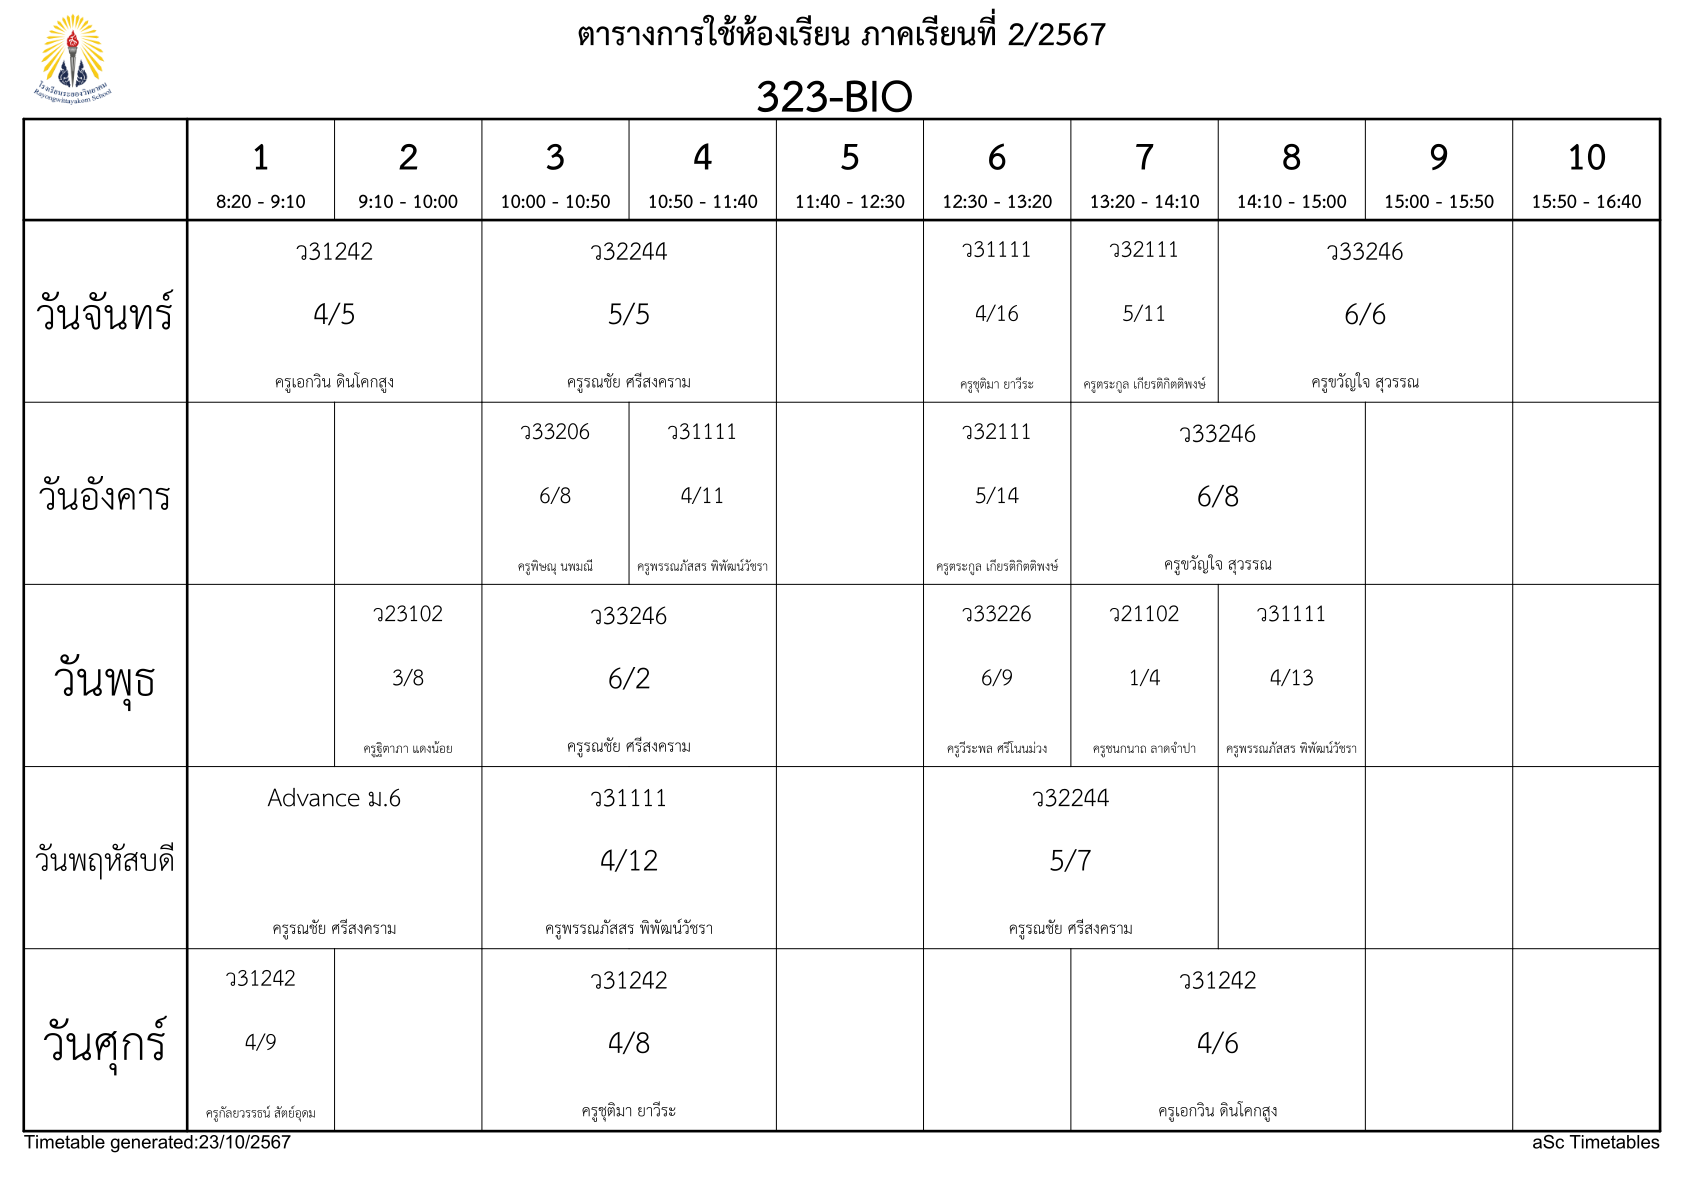 ตารางการใช้ห้องเรียน ภาคเรียนที่ 2/2567
โรงเรียนระยองวิทยาคม
Rayongwittayakom School
323-BIO
1 2 3 4 5 6 7 8 9 10
8:20 - 9:10 9:10 - 10:00 10:00 - 10:50 10:50 - 11:40 11:40 - 12:30 12:30 - 13:20 13:20 - 14:10 14:10 - 15:00 15:00 - 15:50 15:50 - 16:40
วันจันทร์
ว31242 ว32244 ว31111 ว32111 ว33246
4/5 5/5 4/16 5/11 6/6
ครูเอกวิน ดินโคกสูง ครูรณชัย ศรีสงคราม ครูชุติมา ยาวีระ ครูตระกูล เกียรติกิตติพงษ์ ครูขวัญใจ สุวรรณ
วันอังคาร
ว33206 ว31111 ว32111 ว33246
6/8 4/11 5/14 6/8
ครูพิษณุ นพมณี ครูพรรณภัสสร พิพัฒน์วัชรา ครูตระกูล เกียรติกิตติพงษ์ ครูขวัญใจ สุวรรณ
วันพุธ
ว23102 ว33246 ว33226 ว21102 ว31111
3/8 6/2 6/9 1/4 4/13
ครูฐิตาภา แดงน้อย ครูรณชัย ศรีสงคราม ครูวีระพล ศรีโนนม่วง ครูชนกนาถ ลาดจำปา ครูพรรณภัสสร พิพัฒน์วัชรา
วันพฤหัสบดี
Advance ม.6 ว31111 ว32244
4/12 5/7
ครูรณชัย ศรีสงคราม ครูพรรณภัสสร พิพัฒน์วัชรา ครูรณชัย ศรีสงคราม
วันศุกร์
ว31242 ว31242 ว31242
4/9 4/8 4/6
ครูกัลยวรรธน์ สัตย์อุดม ครูชุติมา ยาวีระ ครูเอกวิน ดินโคกสูง
Timetable generated:23/10/2567 aSc Timetables